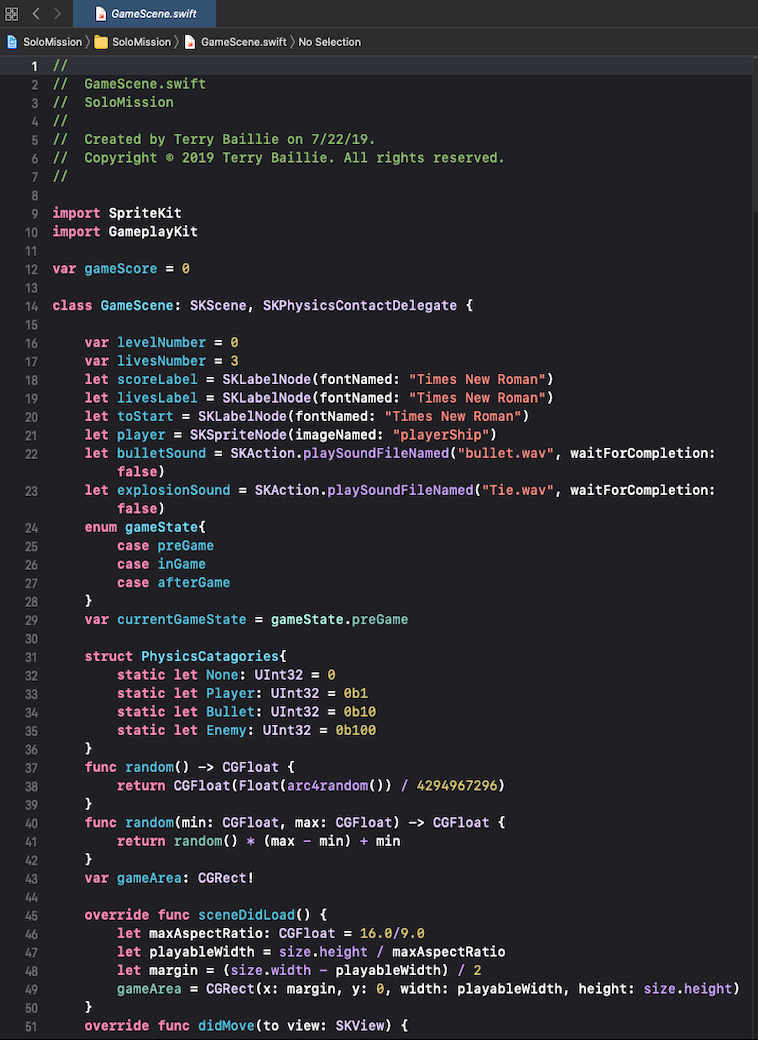 GameScene.swift
SoloMission 〉 SoloMission 〉 GameScene.swift 〉 No Selection
1 //
2 //  GameScene.swift
3 //  SoloMission
4 //
5 //  Created by Terry Baillie on 7/22/19.
6 //  Copyright © 2019 Terry Baillie. All rights reserved.
7 //
8
9 import SpriteKit
10 import GameplayKit
11
12 var gameScore = 0
13
14 class GameScene: SKScene, SKPhysicsContactDelegate {
15
16     var levelNumber = 0
17     var livesNumber = 3
18     let scoreLabel = SKLabelNode(fontNamed: "Times New Roman")
19     let livesLabel = SKLabelNode(fontNamed: "Times New Roman")
20     let toStart = SKLabelNode(fontNamed: "Times New Roman")
21     let player = SKSpriteNode(imageNamed: "playerShip")
22     let bulletSound = SKAction.playSoundFileNamed("bullet.wav", waitForCompletion:
        false)
23     let explosionSound = SKAction.playSoundFileNamed("Tie.wav", waitForCompletion:
        false)
24     enum gameState{
25         case preGame
26         case inGame
27         case afterGame
28     }
29     var currentGameState = gameState.preGame
30
31     struct PhysicsCatagories{
32         static let None: UInt32 = 0
33         static let Player: UInt32 = 0b1
34         static let Bullet: UInt32 = 0b10
35         static let Enemy: UInt32 = 0b100
36     }
37     func random() -> CGFloat {
38         return CGFloat(Float(arc4random()) / 4294967296)
39     }
40     func random(min: CGFloat, max: CGFloat) -> CGFloat {
41         return random() * (max - min) + min
42     }
43     var gameArea: CGRect!
44
45     override func sceneDidLoad() {
46         let maxAspectRatio: CGFloat = 16.0/9.0
47         let playableWidth = size.height / maxAspectRatio
48         let margin = (size.width - playableWidth) / 2
49         gameArea = CGRect(x: margin, y: 0, width: playableWidth, height: size.height)
50     }
51     override func didMove(to view: SKView) {